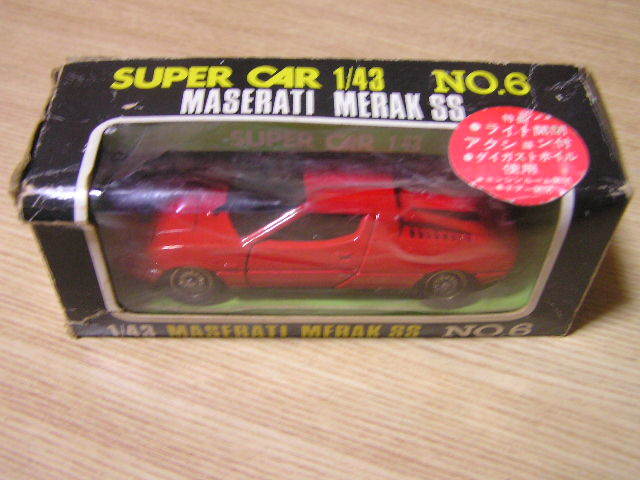 SUPER CAR 1/43 NO.6
MASERATI MERAK SS
SUPER CAR 1/43
●ライト開閉
アクション付
●ダイカストホイル
使用
1/43 MASERATI MERAK SS NO.6